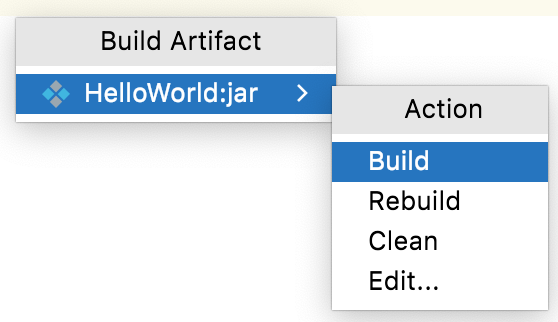 Build Artifact
HelloWorld:jar
Action
Build
Rebuild
Clean
Edit...